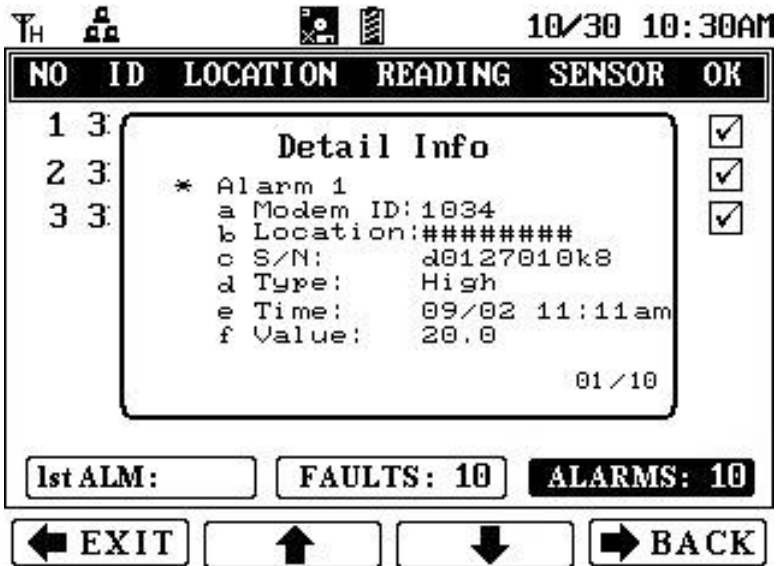 TH 10/30 10:30AM
NO ID LOCATION READING SENSOR OK
1 3
2 3
3 3
Detail Info
* Alarm 1
a Modem ID:1034
b Location:########
c S/N: d0127010k8
d Type: High
e Time: 09/02 11:11am
f Value: 20.0
01/10
1st ALM: FAULTS: 10 ALARMS: 10
EXIT BACK